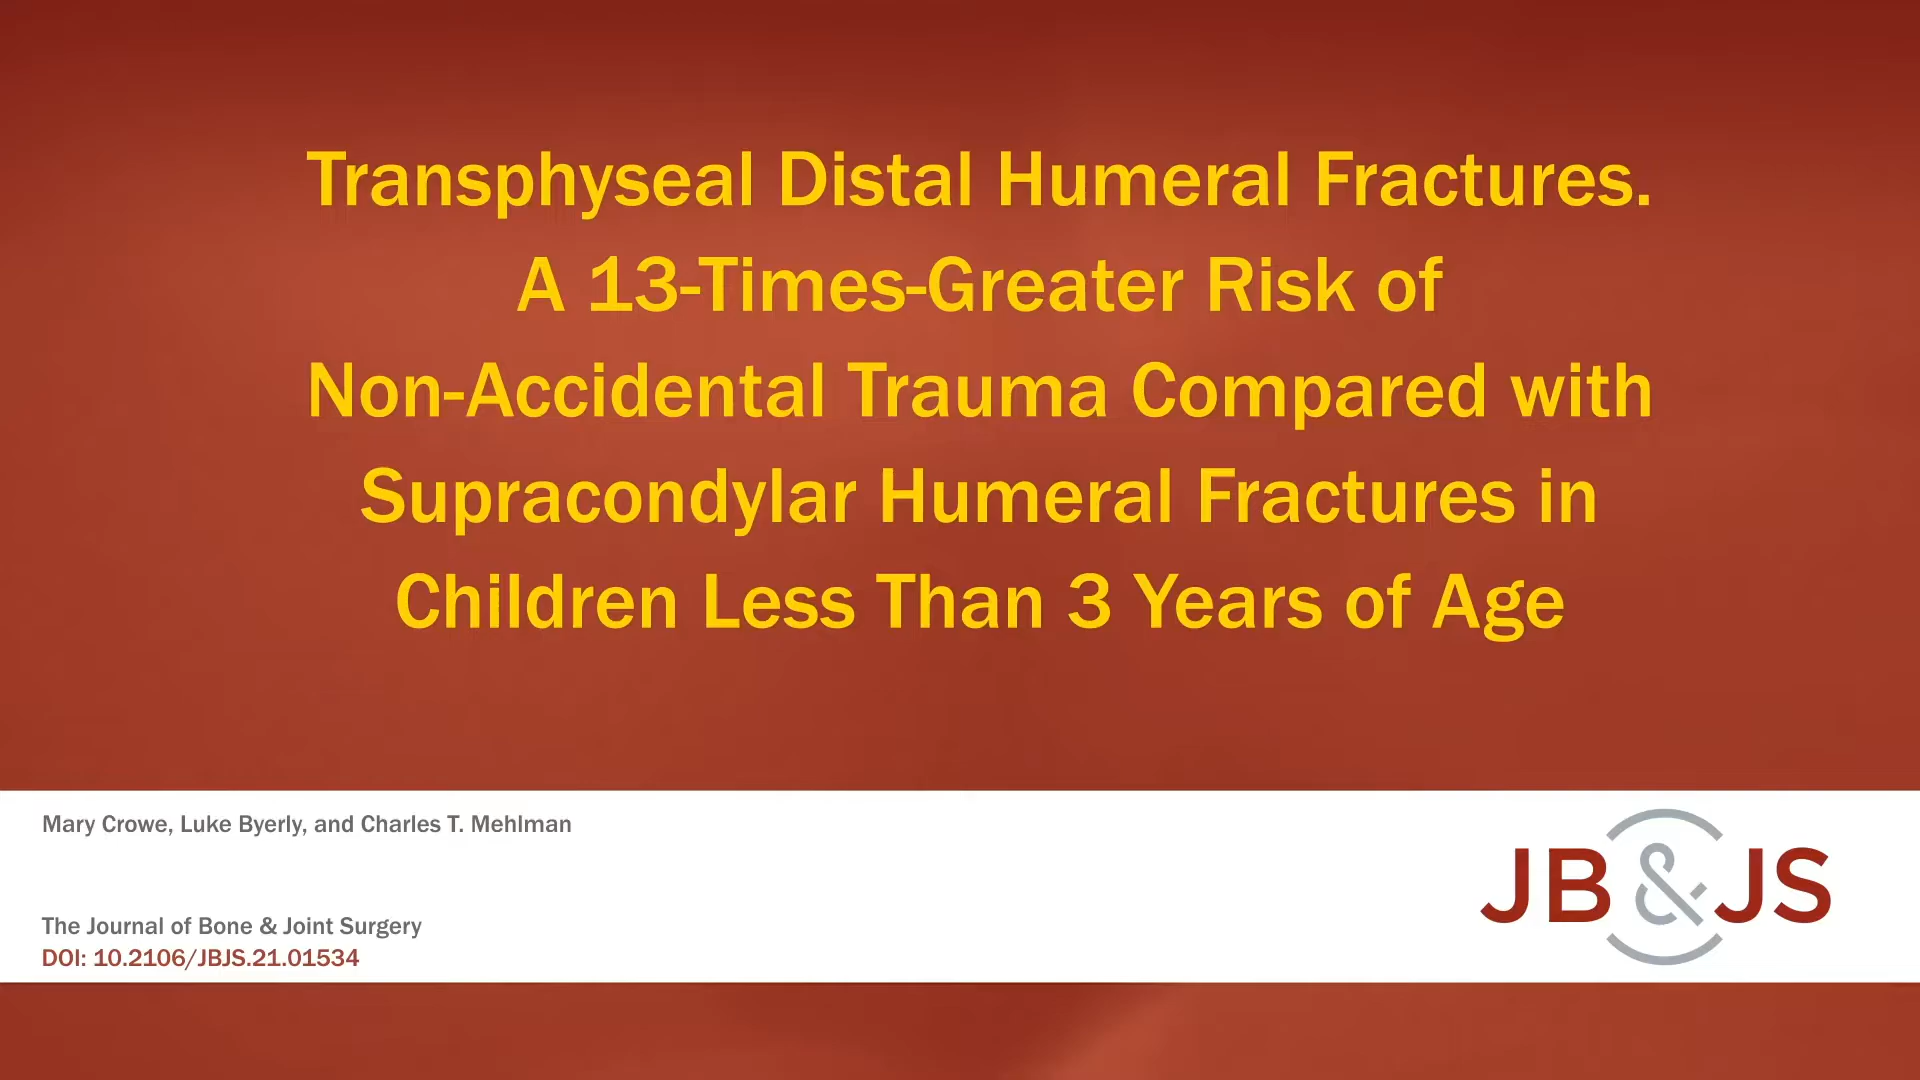 Transphyseal Distal Humeral Fractures.
A 13-Times-Greater Risk of
Non-Accidental Trauma Compared with
Supracondylar Humeral Fractures in
Children Less Than 3 Years of Age
Mary Crowe, Luke Byerly, and Charles T. Mehlman
The Journal of Bone & Joint Surgery
DOI: 10.2106/JBJS.21.01534
JB&JS